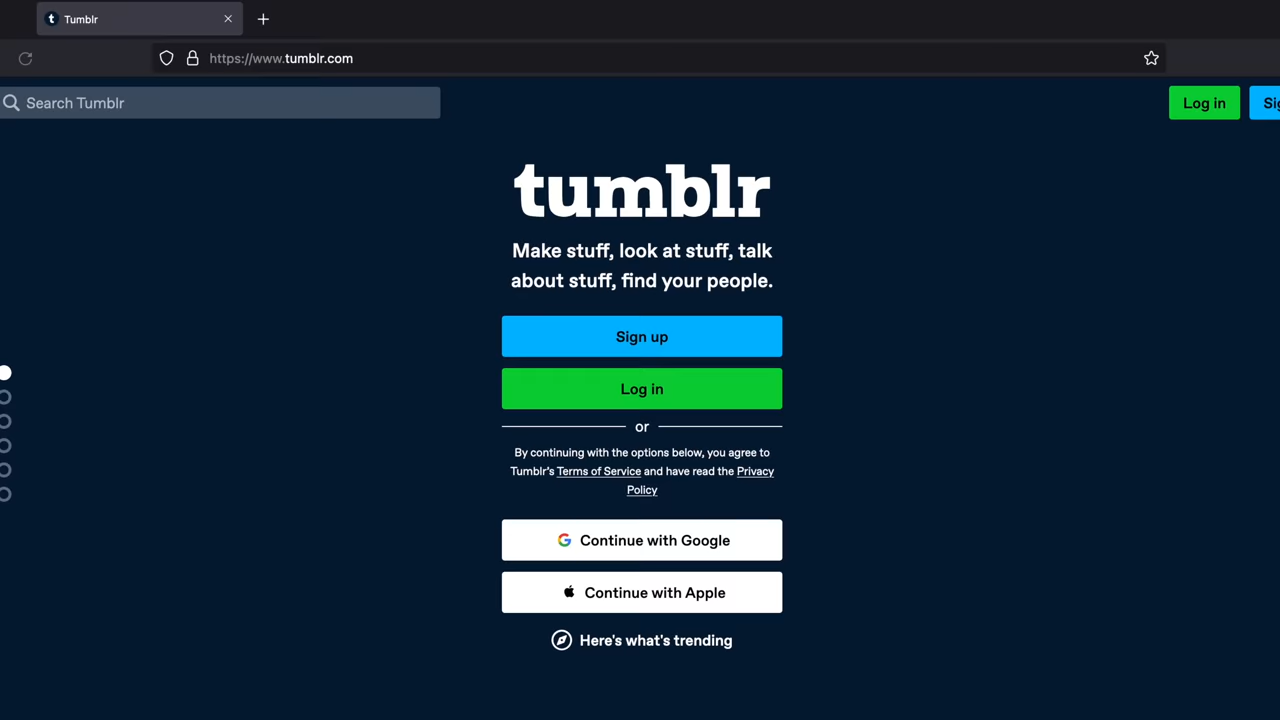 Tumblr
https://www.tumblr.com
Search Tumblr
Log in
tumblr
Make stuff, look at stuff, talk
about stuff, find your people.
Sign up
Log in
or
By continuing with the options below, you agree to
Tumblr's Terms of Service and have read the Privacy
Policy
Continue with Google
Continue with Apple
Here's what's trending